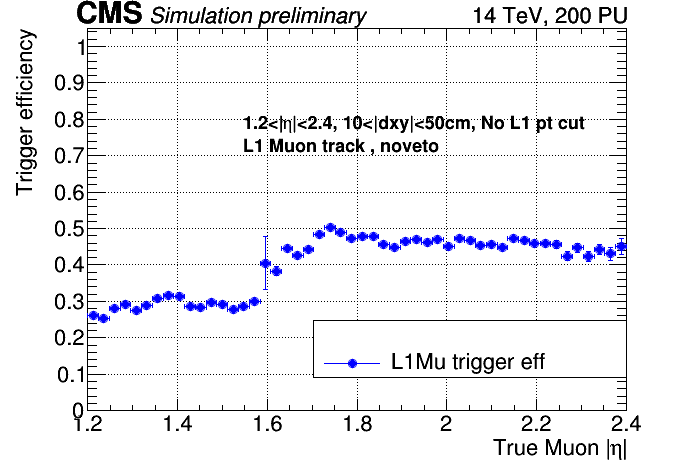 CMS Simulation preliminary 14 TeV, 200 PU
Trigger efficiency
1
0.9
0.8
0.7
0.6
0.5
0.4
0.3
0.2
0.1
0
1.2<|η|<2.4, 10<|dxy|<50cm, No L1 pt cut
L1 Muon track , noveto
L1Mu trigger eff
1.2 1.4 1.6 1.8 2 2.2 2.4
True Muon |η|